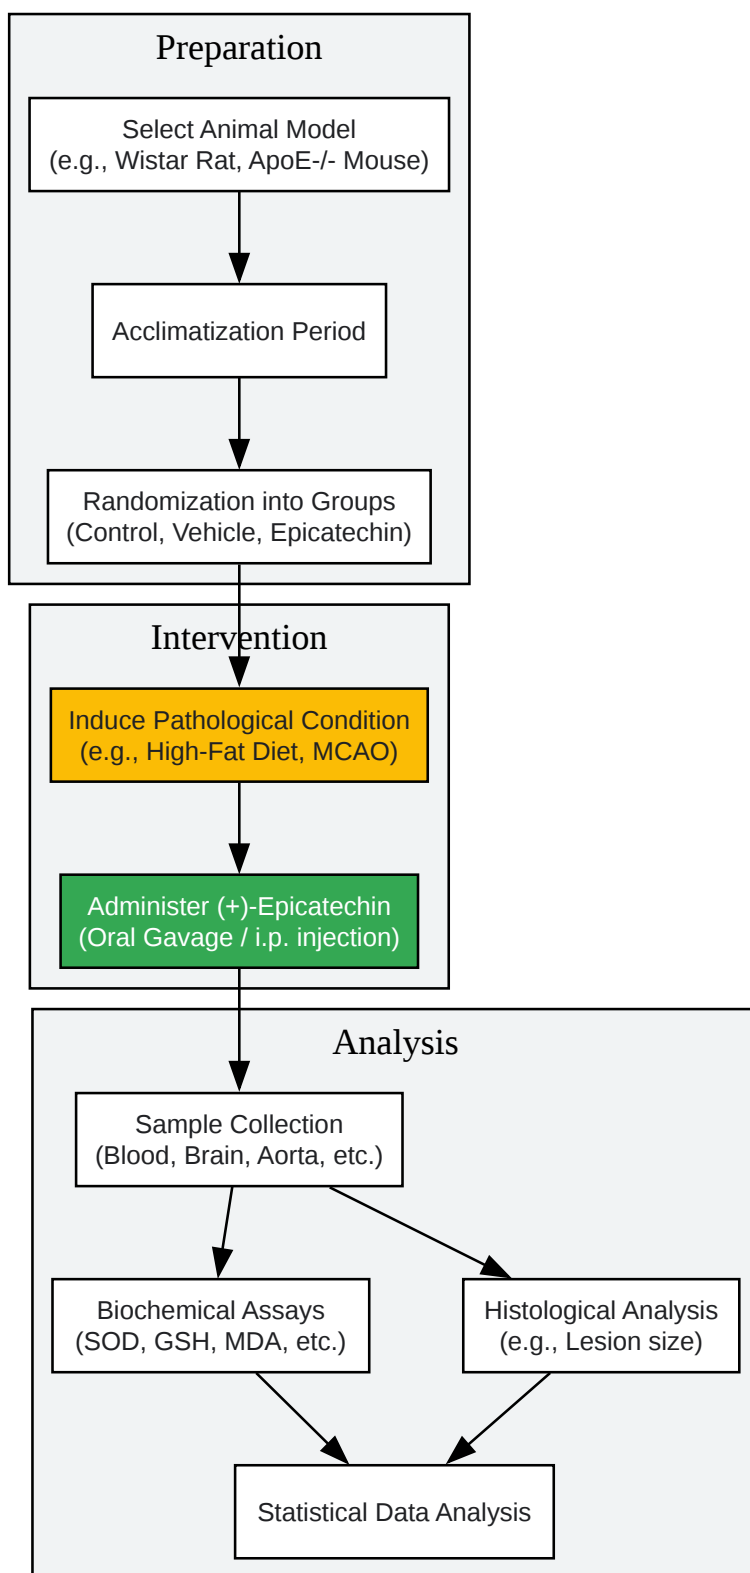 Preparation
Select Animal Model
(e.g., Wistar Rat, ApoE-/- Mouse)
Acclimatization Period
Randomization into Groups
(Control, Vehicle, Epicatechin)
Intervention
Induce Pathological Condition
(e.g., High-Fat Diet, MCAO)
Administer (+)-Epicatechin
(Oral Gavage / i.p. injection)
Analysis
Sample Collection
(Blood, Brain, Aorta, etc.)
Biochemical Assays
(SOD, GSH, MDA, etc.)
Histological Analysis
(e.g., Lesion size)
Statistical Data Analysis